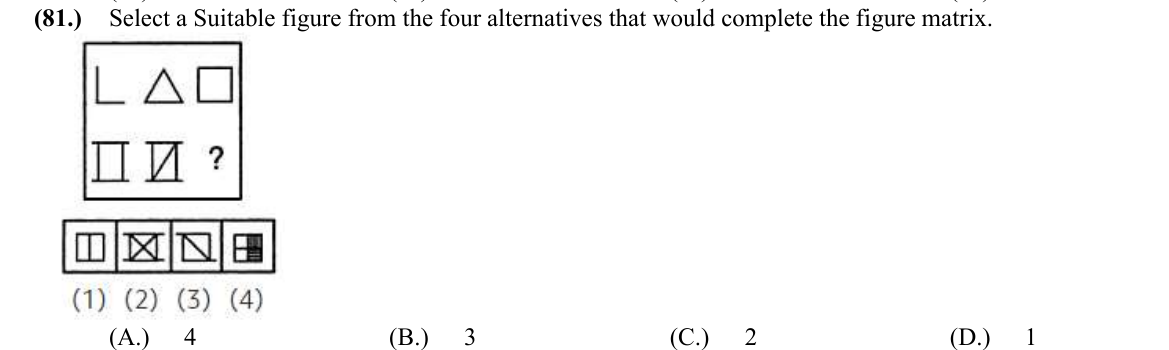 (81.) Select a Suitable figure from the four alternatives that would complete the figure matrix.
?
(1) (2) (3) (4)
(A.) 4 (B.) 3 (C.) 2 (D.) 1